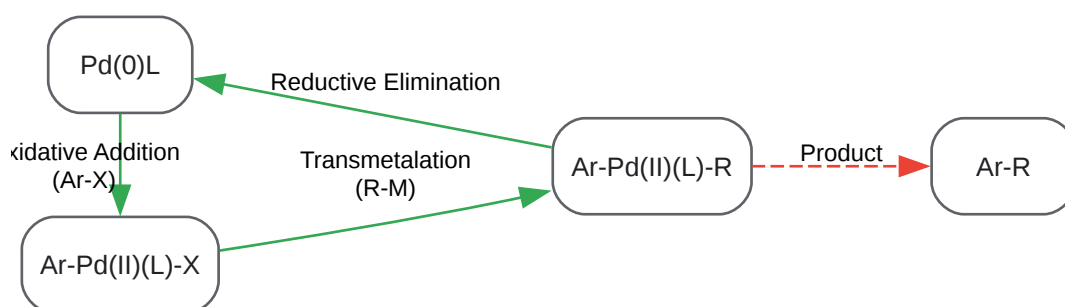 Pd(0)L
Reductive Elimination
xidative Addition
(Ar-X)
Transmetalation
(R-M)
Ar-Pd(II)(L)-R
Product
Ar-R
Ar-Pd(II)(L)-X